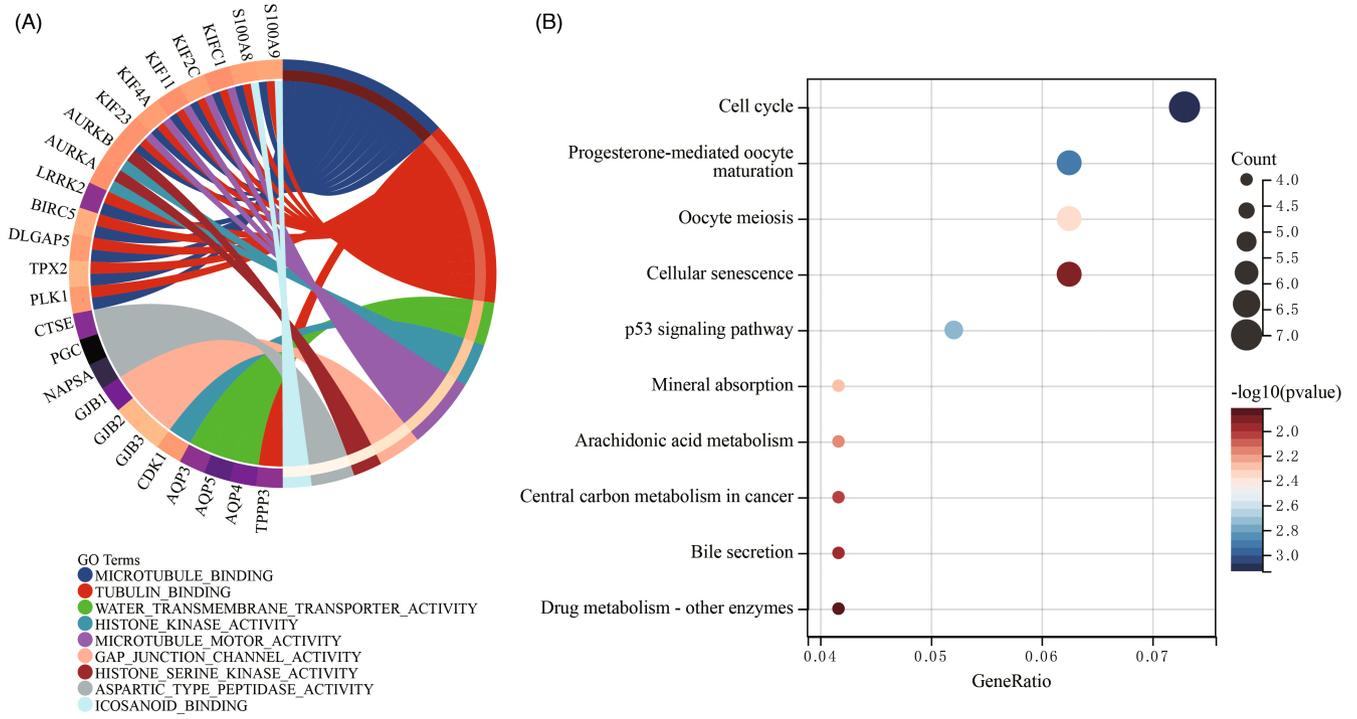 (A)
S100A9
S100A8
KIFC1
KIF2C
KIF11
KIF4A
KIF23
AURKB
AURKA
LRRK2
BIRC5
DLGAP5
TPX2
PLK1
CTSE
PGC
NAPSA
GJB1
GJB2
GJB3
CDK1
AQP3
AQP5
AQP4
TPPP3
GO Terms
MICROTUBULE_BINDING
TUBULIN_BINDING
WATER_TRANSMEMBRANE_TRANSPORTER_ACTIVITY
HISTONE_KINASE_ACTIVITY
MICROTUBULE_MOTOR_ACTIVITY
GAP_JUNCTION_CHANNEL_ACTIVITY
HISTONE_SERINE_KINASE_ACTIVITY
ASPARTIC_TYPE_PEPTIDASE_ACTIVITY
ICOSANOID_BINDING
(B)
Cell cycle
Progesterone-mediated oocyte
maturation
Oocyte meiosis
Cellular senescence
p53 signaling pathway
Mineral absorption
Arachidonic acid metabolism
Central carbon metabolism in cancer
Bile secretion
Drug metabolism - other enzymes
0.04 0.05 0.06 0.07
GeneRatio
Count
4.0
4.5
5.0
5.5
6.0
6.5
7.0
-log10(pvalue)
2.0
2.2
2.4
2.6
2.8
3.0